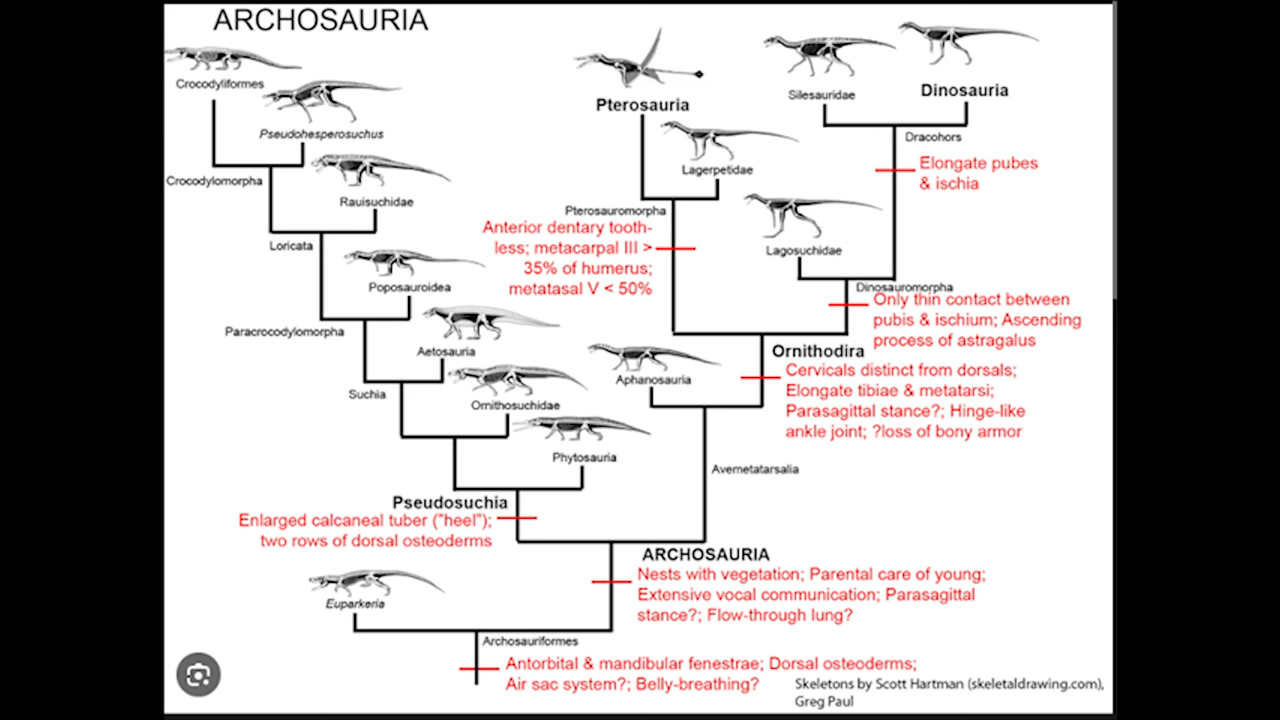 ARCHOSAURIA
Crocodyliformes
Pseudohesperosuchus
Crocodylomorpha
Rauisuchidae
Loricata
Poposauroidea
Paracrocodylomorpha
Aetosauria
Suchia
Ornithosuchidae
Phytosauria
Pseudosuchia
Enlarged calcaneal tuber ("heel");
two rows of dorsal osteoderms
Pterosauria
Lagerpetidae
Pterosauromorpha
Anterior dentary tooth-
less; metacarpal III >
35% of humerus;
metatasal V < 50%
Silesauridae
Dinosauria
Dracohors
Elongate pubes
& ischia
Lagosuchidae
Dinosauromorpha
Only thin contact between
pubis & ischium; Ascending
process of astragalus
Ornithodira
Cervicals distinct from dorsals;
Elongate tibiae & metatarsi;
Parasagittal stance?; Hinge-like
ankle joint; ?loss of bony armor
Aphanosauria
Avemetatarsalia
ARCHOSAURIA
Nests with vegetation; Parental care of young;
Extensive vocal communication; Parasagittal
stance?; Flow-through lung?
Euparkeria
Archosauriformes
Antorbital & mandibular fenestrae; Dorsal osteoderms;
Air sac system?; Belly-breathing?
Skeletons by Scott Hartman (skeletaldrawing.com),
Greg Paul